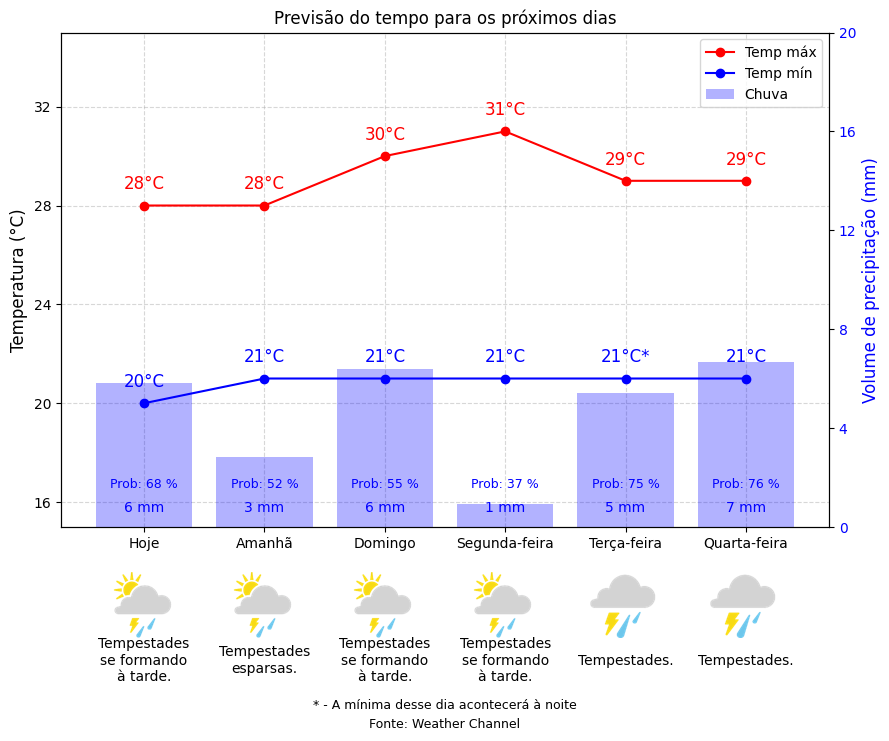 Previsão do tempo para os próximos dias
Temp máx
Temp mín
Chuva
Temperatura (°C)
Volume de precipitação (mm)
32
28
24
20
16
20
16
12
8
4
0
28°C
28°C
30°C
31°C
29°C
29°C
20°C
21°C
21°C
21°C
21°C*
21°C
Prob: 68 %
Prob: 52 %
Prob: 55 %
Prob: 37 %
Prob: 75 %
Prob: 76 %
6 mm
3 mm
6 mm
1 mm
5 mm
7 mm
Hoje
Amanhã
Domingo
Segunda-feira
Terça-feira
Quarta-feira
Tempestades
se formando
à tarde.
Tempestades
esparsas.
Tempestades
se formando
à tarde.
Tempestades
se formando
à tarde.
Tempestades.
Tempestades.
* - A mínima desse dia acontecerá à noite
Fonte: Weather Channel